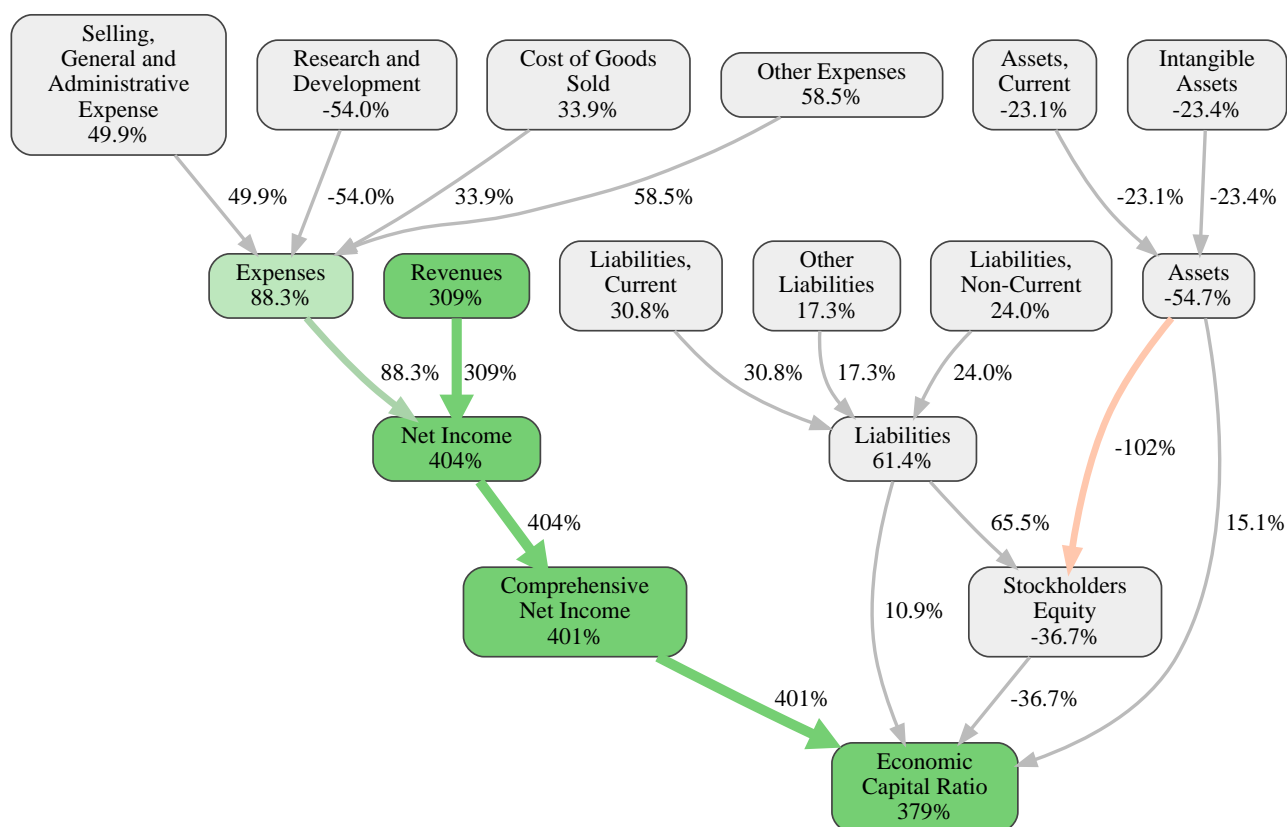 Selling,
General and
Administrative
Expense
49.9%
Research and
Development
-54.0%
Cost of Goods
Sold
33.9%
Other Expenses
58.5%
Assets,
Current
-23.1%
Intangible
Assets
-23.4%
49.9%
-54.0%
33.9%
58.5%
-23.1%
-23.4%
Expenses
88.3%
Revenues
309%
Liabilities,
Current
30.8%
Other
Liabilities
17.3%
Liabilities,
Non-Current
24.0%
Assets
-54.7%
88.3%
309%
30.8%
17.3%
24.0%
Net Income
404%
Liabilities
61.4%
-102%
404%
65.5%
15.1%
Comprehensive
Net Income
401%
10.9%
Stockholders
Equity
-36.7%
401%
-36.7%
Economic
Capital Ratio
379%